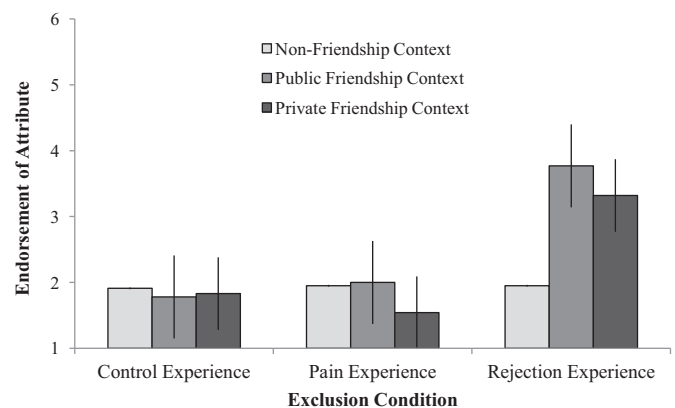 6
5
4
3
2
1
Endorsement of Attribute
Non-Friendship Context
Public Friendship Context
Private Friendship Context
Control Experience
Pain Experience
Rejection Experience
Exclusion Condition